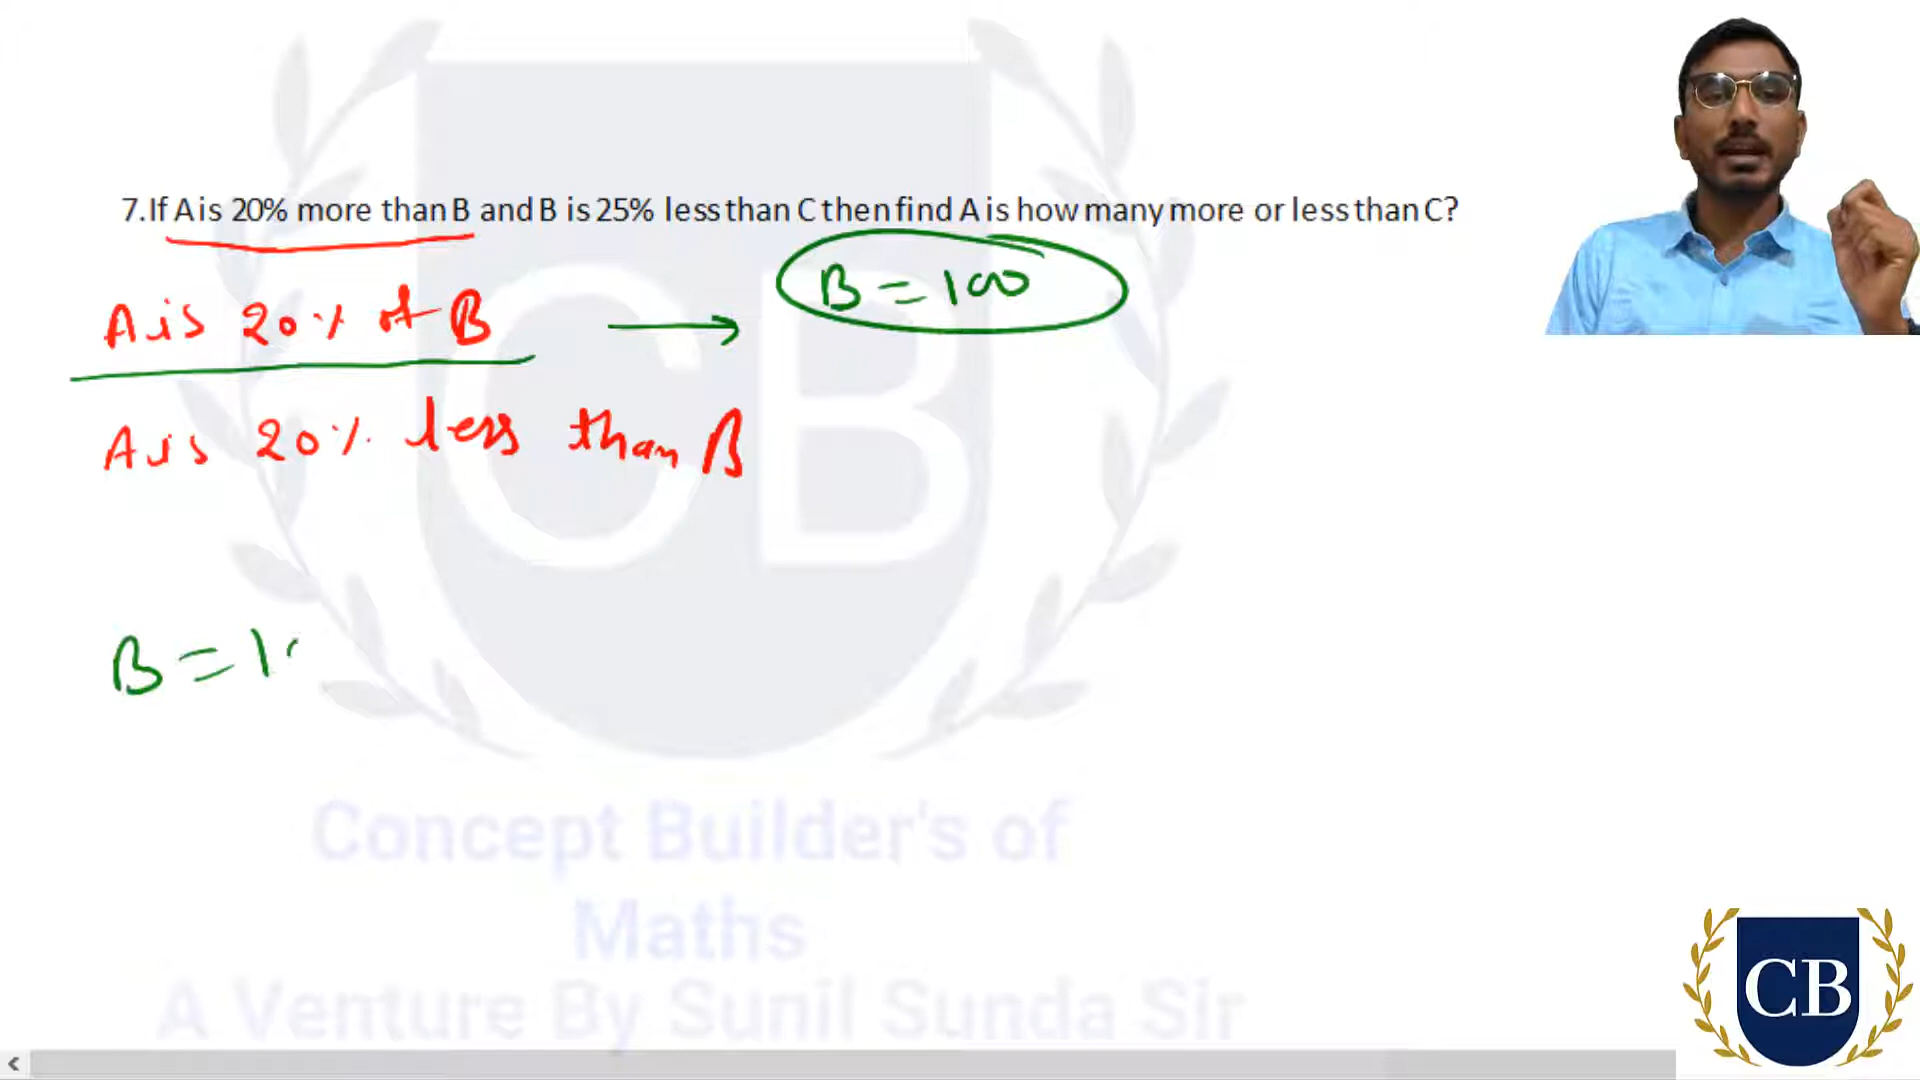 7.If A is 20% more than B and B is 25% less than C then find A is how many more or less than C?
B = 100
A is 20% of B
A is 20% less than B
B = 1
Concept Builder's of
Maths
A Venture By Sunil Sunda Sir
CB
CB